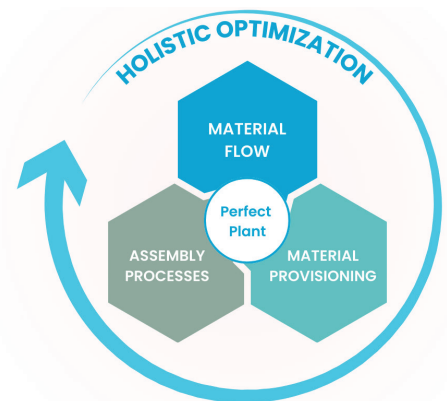 HOLISTIC OPTIMIZATION
MATERIAL
FLOW
Perfect
Plant
ASSEMBLY
PROCESSES
MATERIAL
PROVISIONING